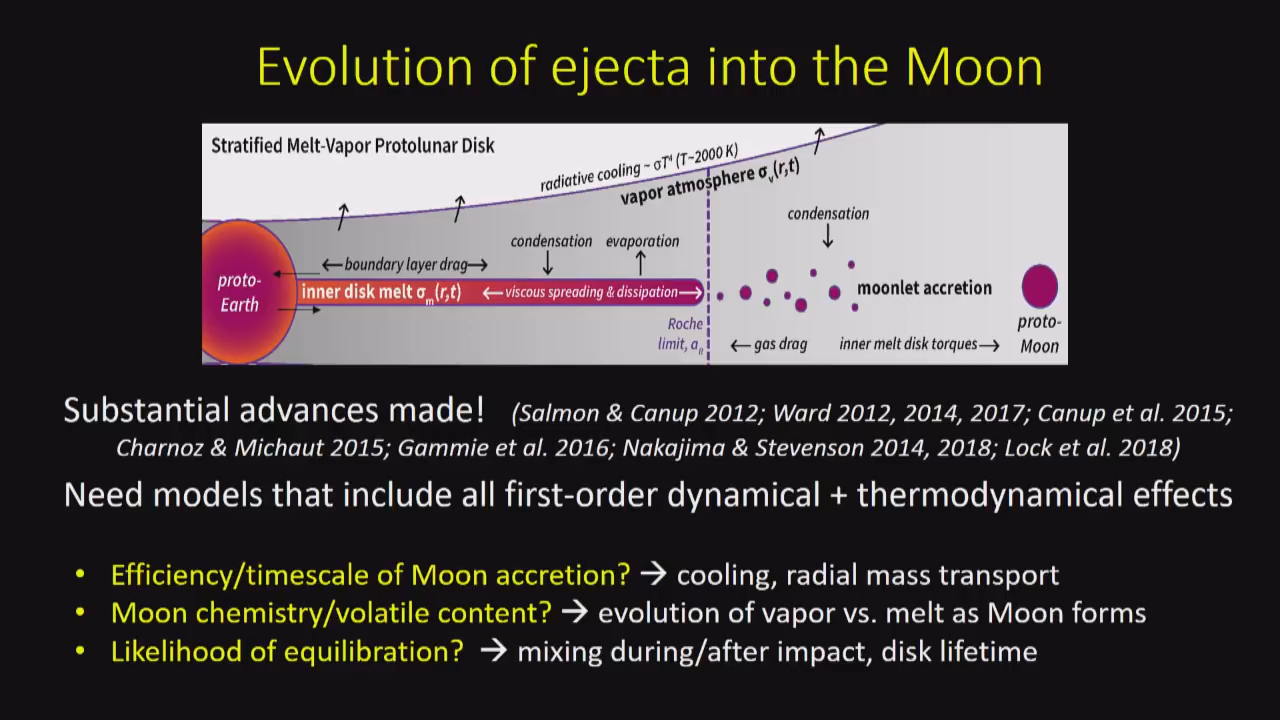 Evolution of ejecta into the Moon
Stratified Melt-Vapor Protolunar Disk
radiative cooling ~ σT⁴ (T~2000 K)
vapor atmosphere σᵥ(r,t)
condensation
condensation evaporation
←boundary layer drag→
proto-
Earth
inner disk melt σₘ(r,t)
←viscous spreading & dissipation→
moonlet accretion
proto-
Moon
Roche
limit, a_R
←gas drag
inner melt disk torques→
Substantial advances made! (Salmon & Canup 2012; Ward 2012, 2014, 2017; Canup et al. 2015;
Charnoz & Michaut 2015; Gammie et al. 2016; Nakajima & Stevenson 2014, 2018; Lock et al. 2018)
Need models that include all first-order dynamical + thermodynamical effects
• Efficiency/timescale of Moon accretion? → cooling, radial mass transport
• Moon chemistry/volatile content? → evolution of vapor vs. melt as Moon forms
• Likelihood of equilibration? → mixing during/after impact, disk lifetime